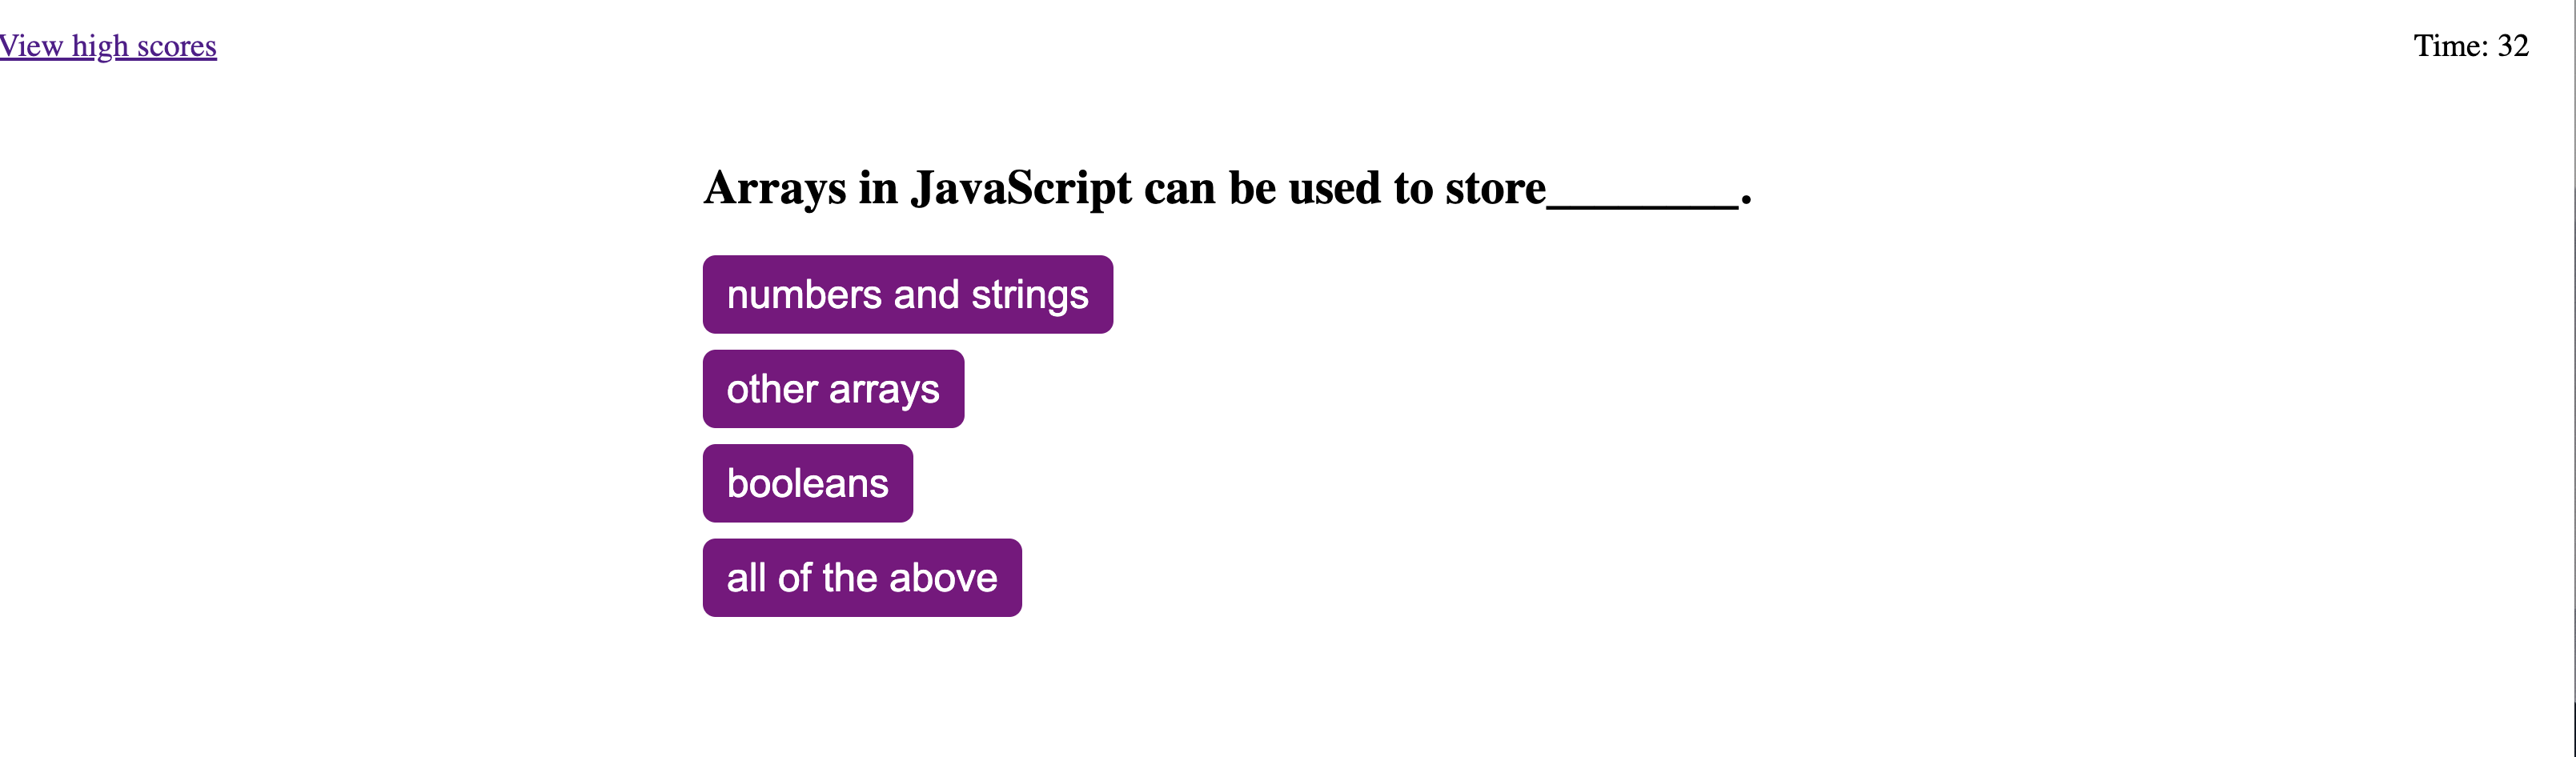 View high scores
Time: 32
Arrays in JavaScript can be used to store________.
numbers and strings
other arrays
booleans
all of the above